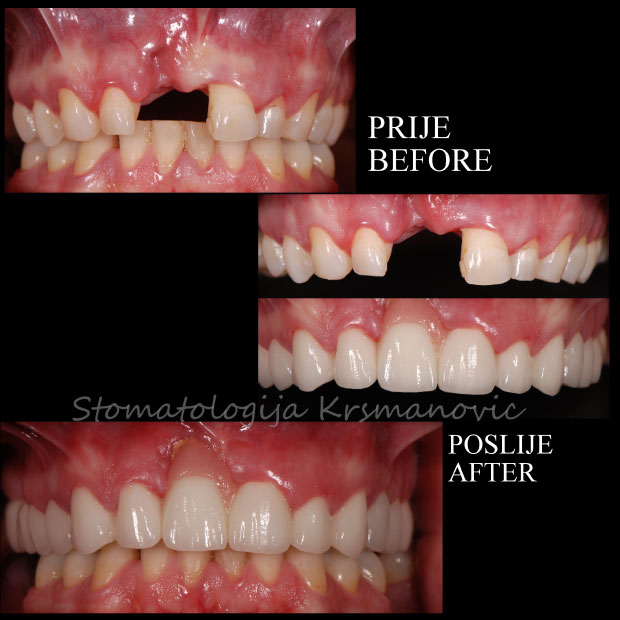 PRIJE
BEFORE
Stomatologija Krsmanovic
POSLIJE
AFTER